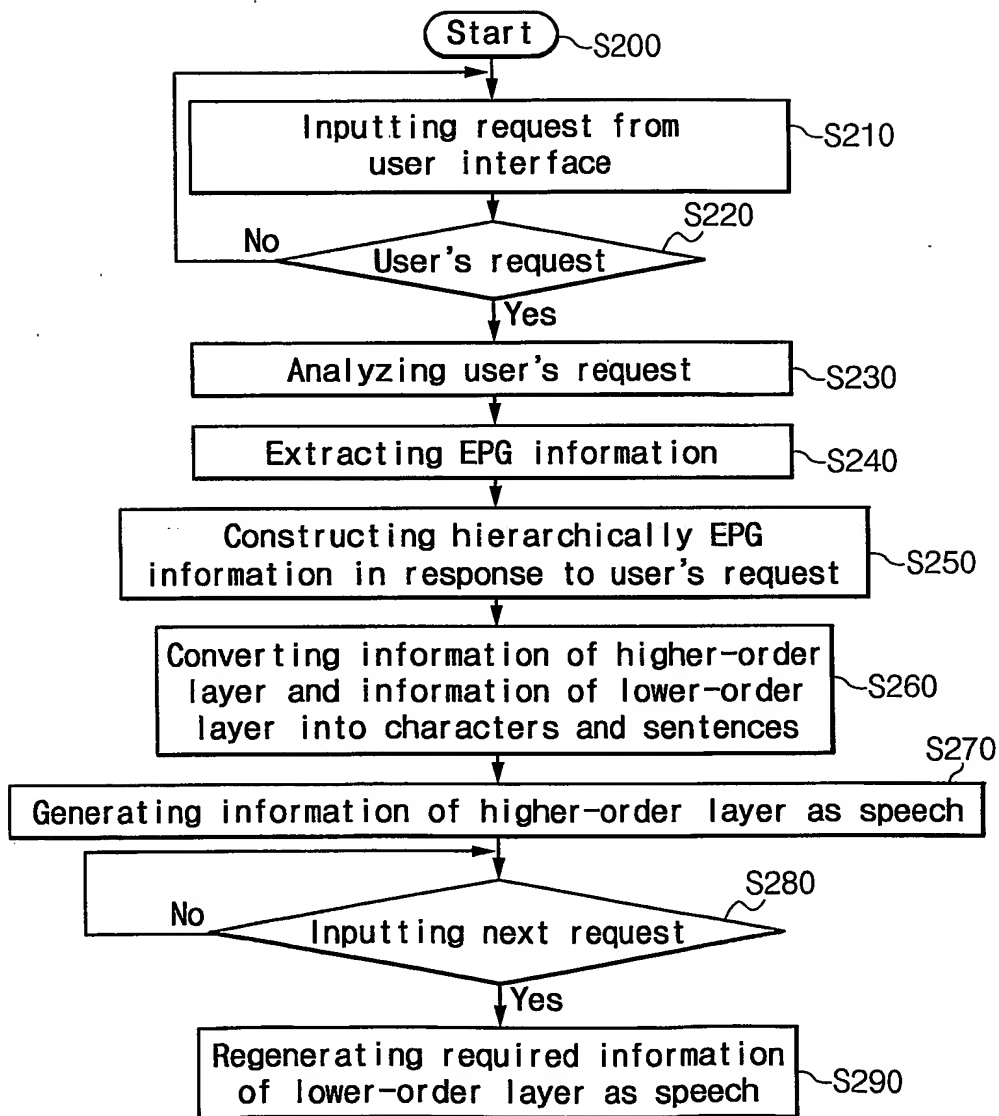 Start
S200
Inputting request from
user interface
S210
S220
No
User's request
Yes
Analyzing user's request
S230
Extracting EPG information
S240
Constructing hierarchically EPG
information in response to user's request
S250
Converting information of higher-order
layer and information of lower-order
layer into characters and sentences
S260
S270
Generating information of higher-order layer as speech
S280
No
Inputting next request
Yes
Regenerating required information
of lower-order layer as speech
S290